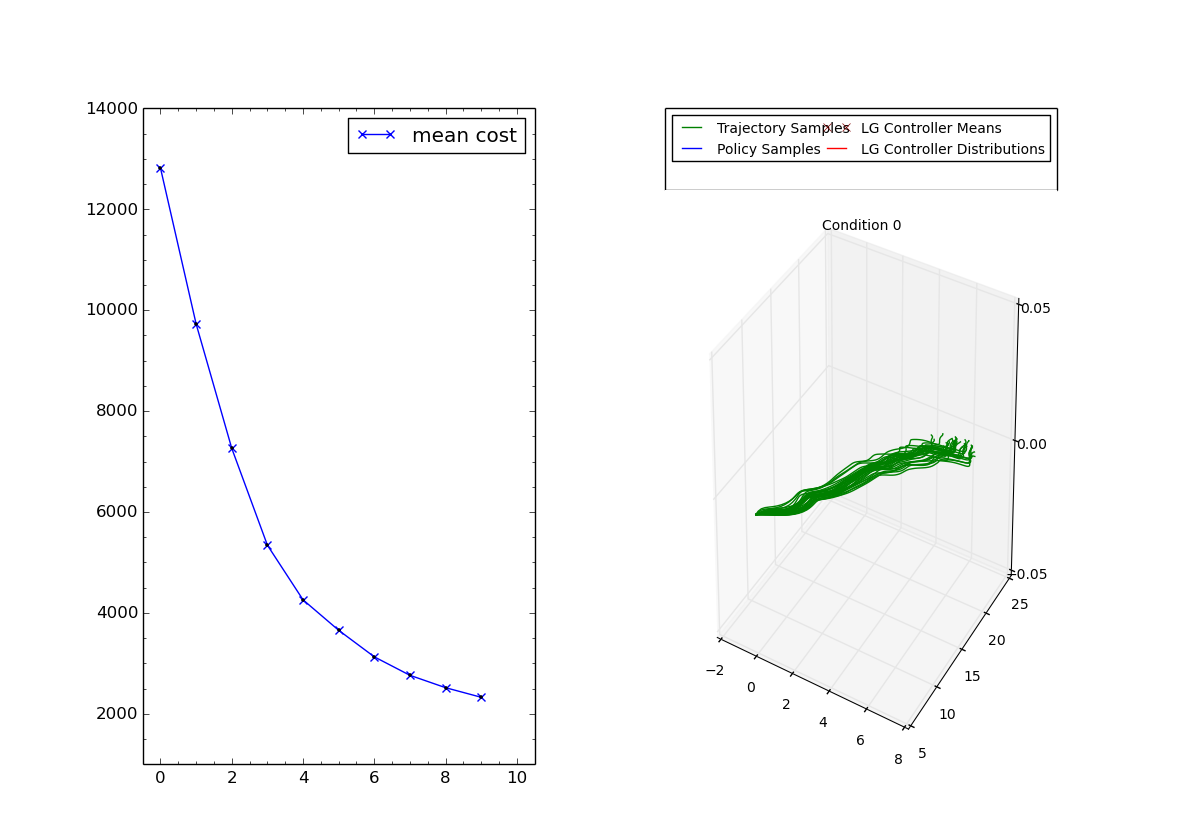 14000
12000
10000
8000
6000
4000
2000
0 2 4 6 8 10
mean cost
Trajectory Samples LG Controller Means
Policy Samples LG Controller Distributions
Condition 0
0.05
0.00
−0.05
25
20
15
10
5
−2 0 2 4 6 8